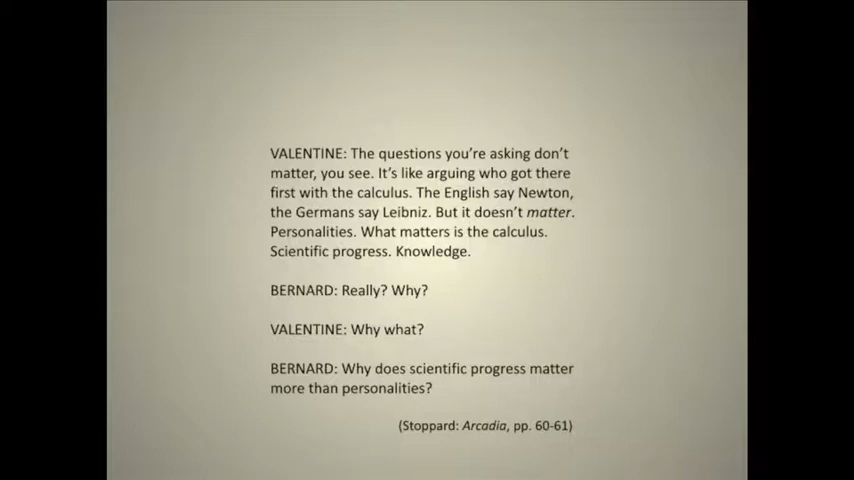 VALENTINE: The questions you’re asking don’t
matter, you see. It’s like arguing who got there
first with the calculus. The English say Newton,
the Germans say Leibniz. But it doesn’t matter.
Personalities. What matters is the calculus.
Scientific progress. Knowledge.
BERNARD: Really? Why?
VALENTINE: Why what?
BERNARD: Why does scientific progress matter
more than personalities?
(Stoppard: Arcadia, pp. 60-61)